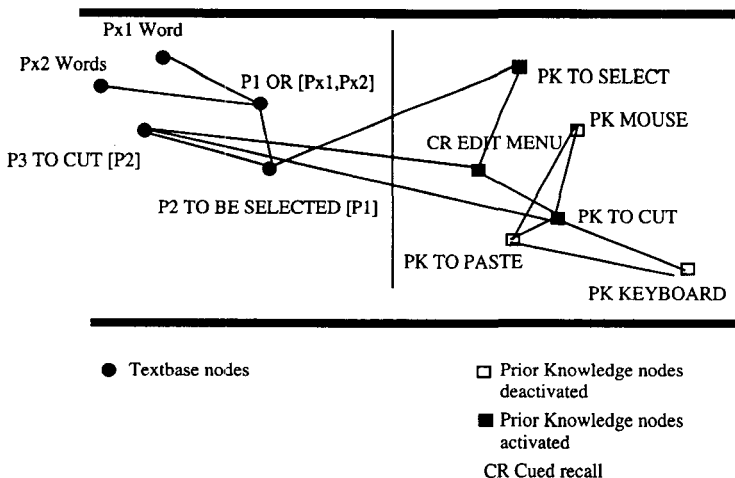 Px1 Word
Px2 Words
P1 OR [Px1,Px2]
P3 TO CUT [P2]
P2 TO BE SELECTED [P1]
PK TO SELECT
PK MOUSE
CR EDIT MENU
PK TO CUT
PK TO PASTE
PK KEYBOARD
Textbase nodes
Prior Knowledge nodes
deactivated
Prior Knowledge nodes
activated
CR Cued recall